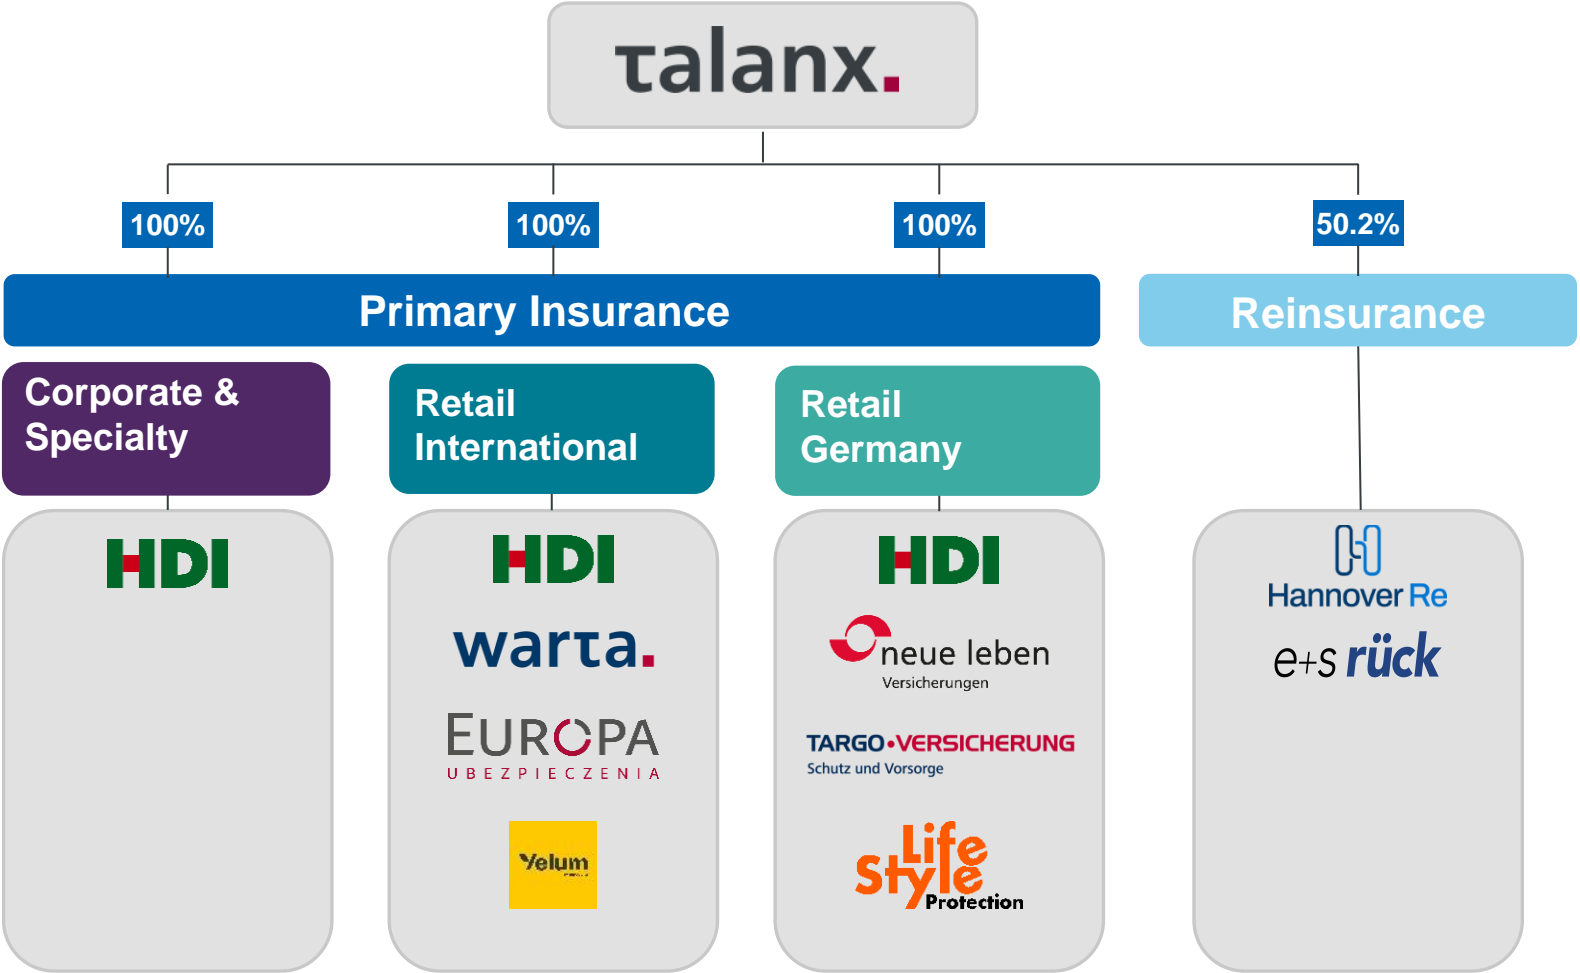 talanx.
100%
100%
100%
50.2%
Primary Insurance
Reinsurance
Corporate &
Specialty
Retail
International
Retail
Germany
HDI
HDI
warta.
EUROPA
UBEZPIECZENIA
Yelum
HDI
neue leben
Versicherungen
TARGO•VERSICHERUNG
Schutz und Vorsorge
Life
Style
Protection
Hannover Re
e+s rück